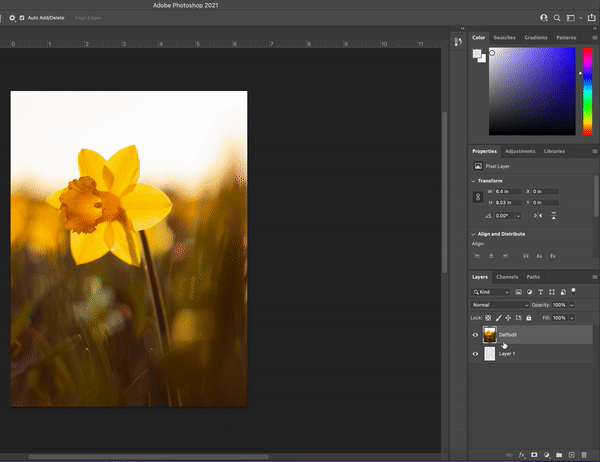 Adobe Photoshop 2021
Auto Add/Delete Align Edges
0 1 2 3 4 5 6 7 8 9 10 11
Color Swatches Gradients Patterns
Properties Adjustments Libraries
Pixel Layer
Transform
W 6.4 in X 0 in
H 8.53 in Y 0 in
0.00°
Align and Distribute
Align:
Layers Channels Paths
Kind
Normal Opacity: 100%
Lock: Fill: 100%
Daffodil
Layer 1
fx